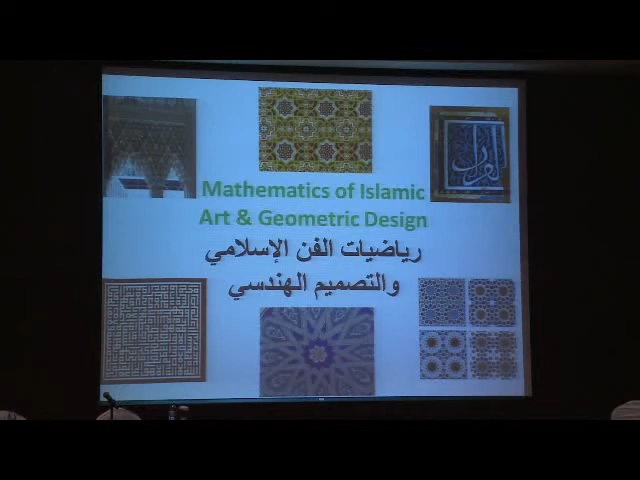 Mathematics of Islamic
Art & Geometric Design
رياضيات الفن الإسلامي
والتصميم الهندسي